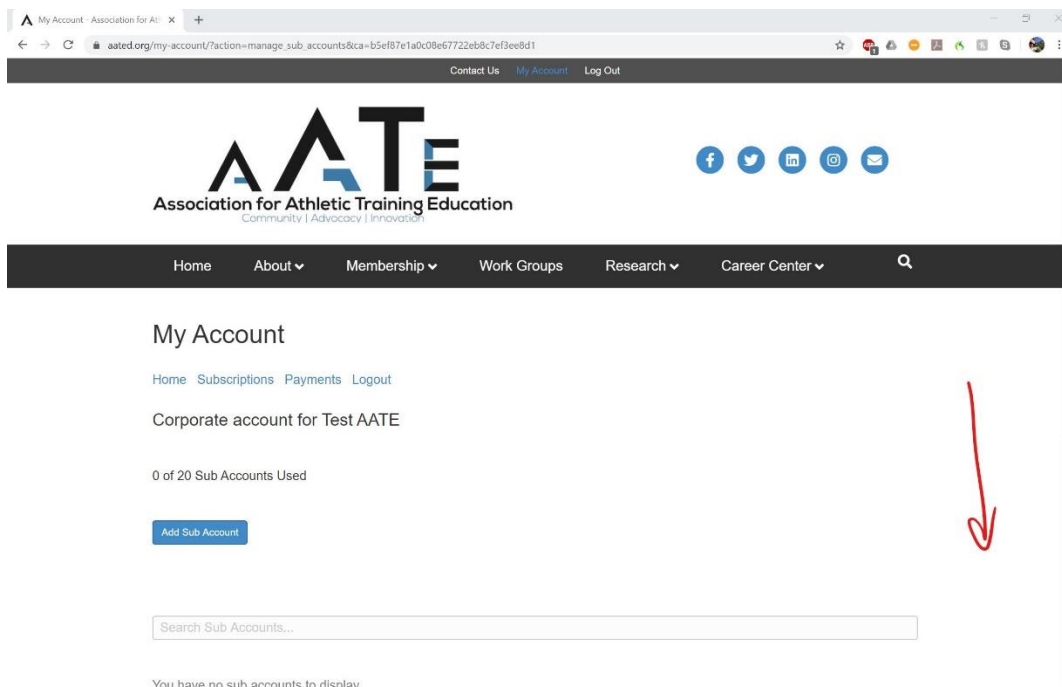 My Account - Association for Ath
aated.org/my-account/?action=manage_sub_accounts&ca=b5ef87e1a0c08e67722eb8c7ef3ee8d1
Contact Us My Account Log Out
AATE
Association for Athletic Training Education
Community | Advocacy | Innovation
Home About Membership Work Groups Research Career Center
My Account
Home Subscriptions Payments Logout
Corporate account for Test AATE
0 of 20 Sub Accounts Used
Add Sub Account
Search Sub Accounts...
You have no sub accounts to display